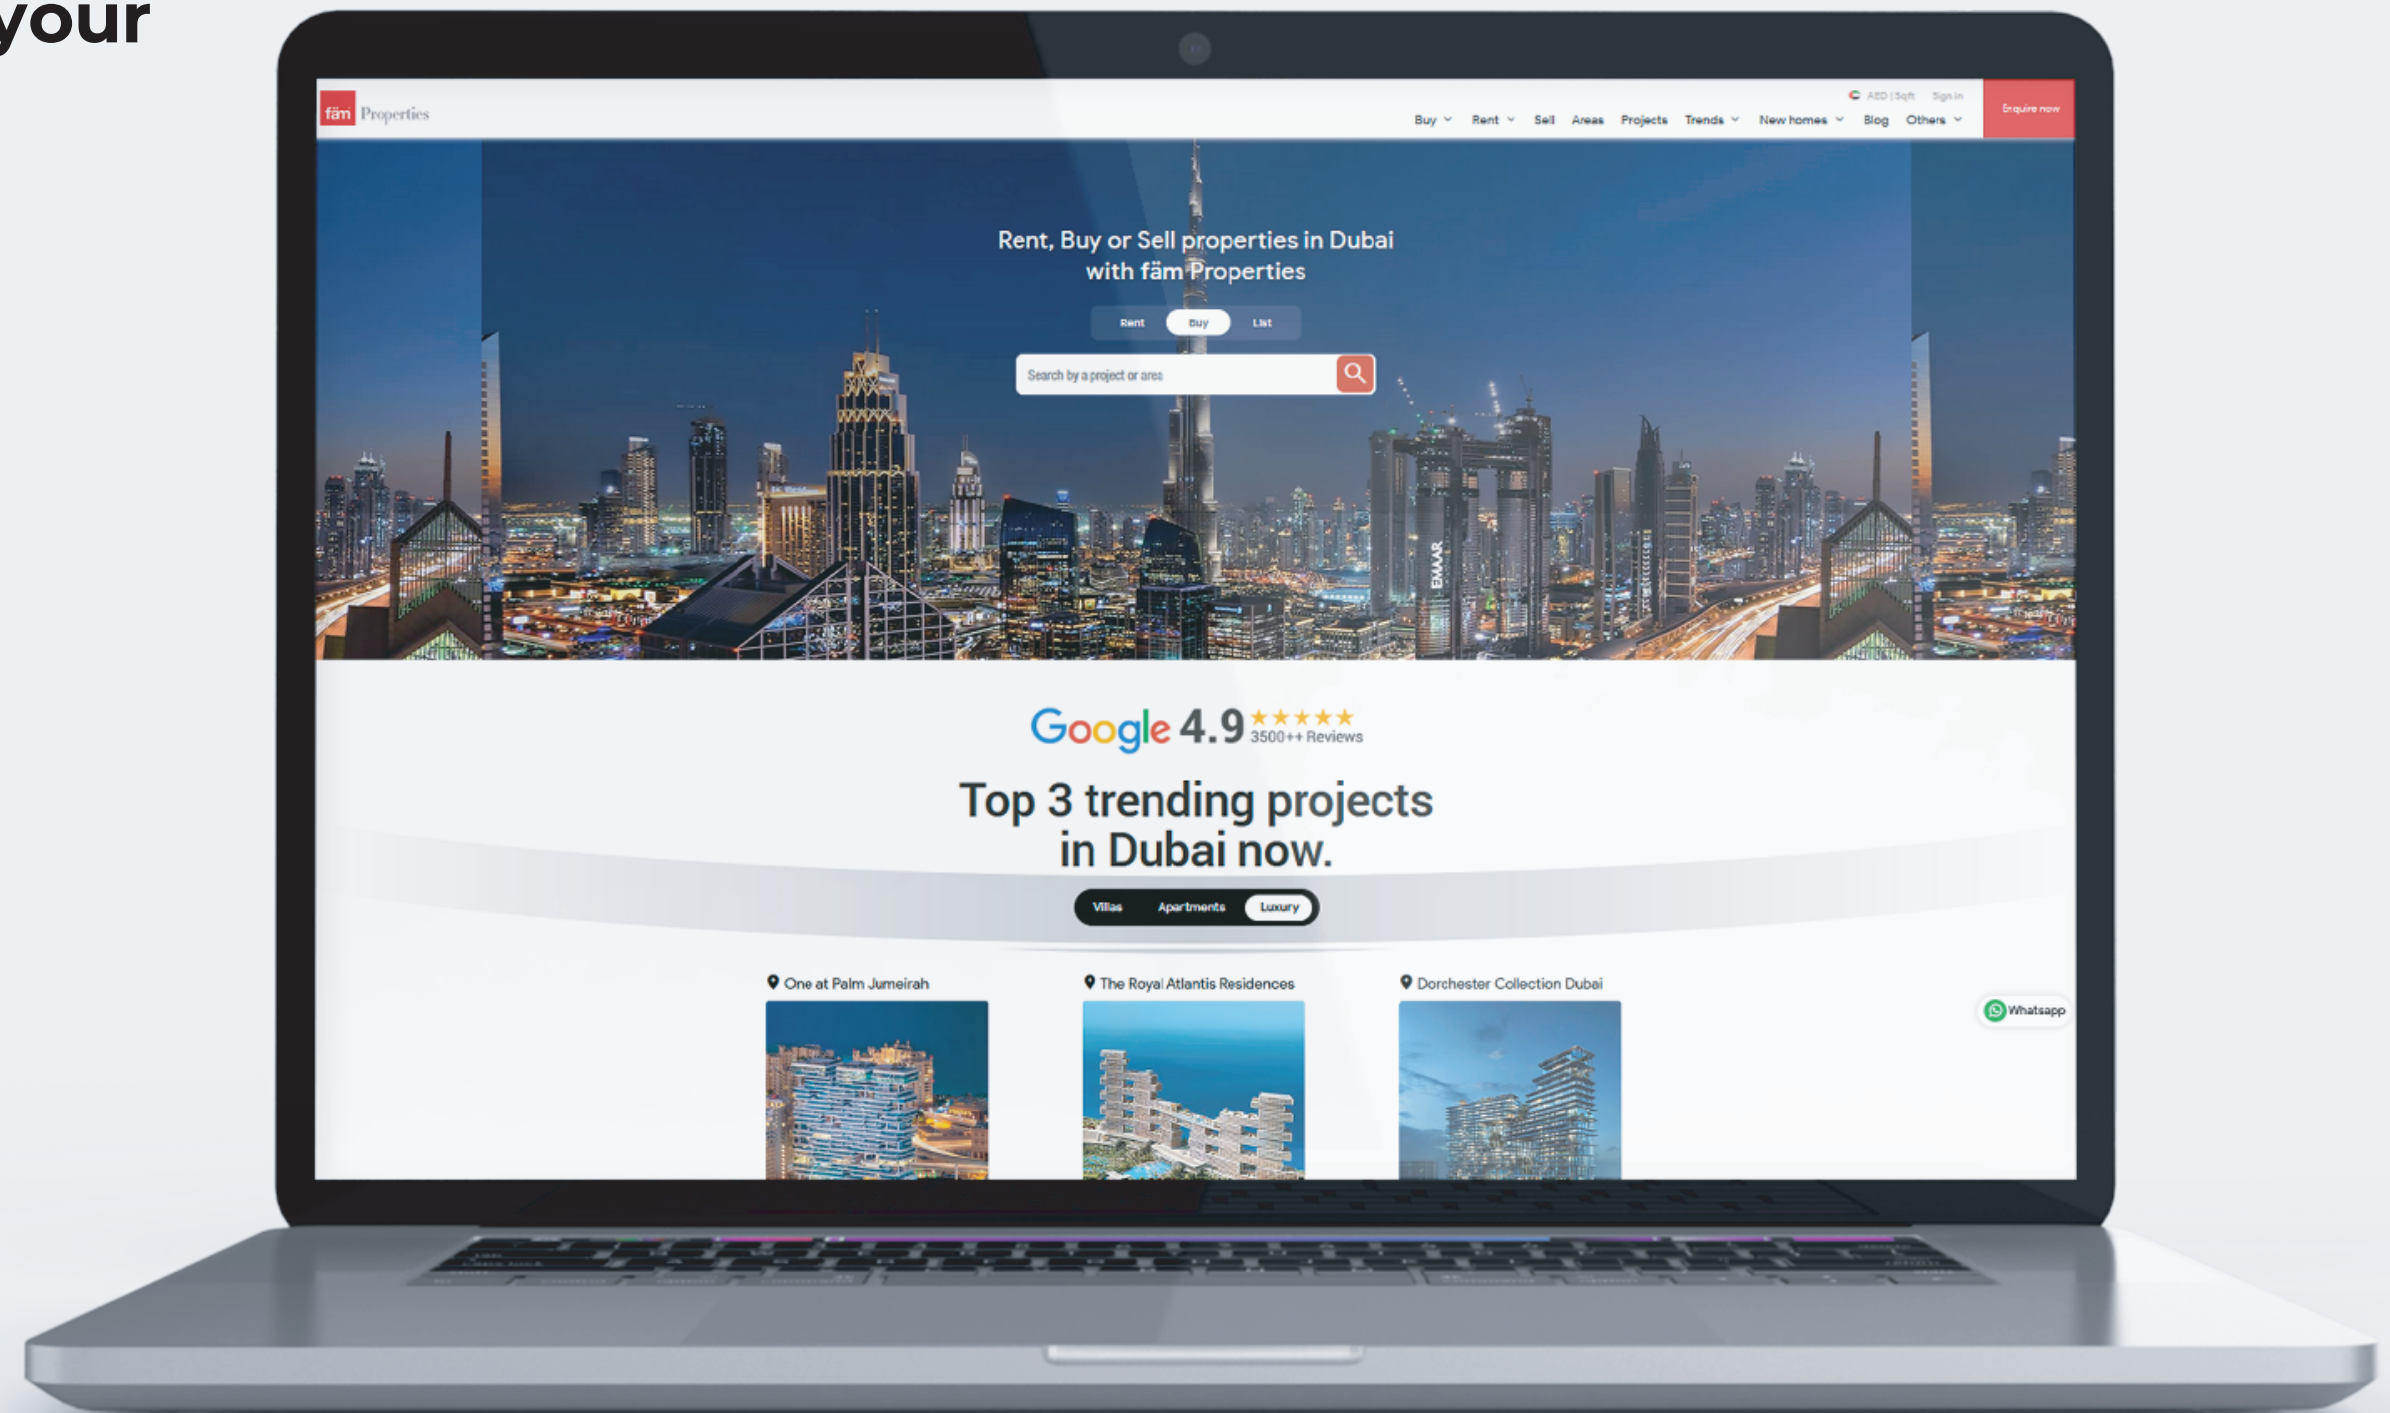 your
fäm Properties
AED | Sqft Sign in
Enquire now
Buy Rent Sell Areas Projects Trends New homes Blog Others
Rent, Buy or Sell properties in Dubai
with fäm Properties
Rent Buy List
Search by a project or area
EMAAR
Google 4.9
3500++ Reviews
Top 3 trending projects
in Dubai now.
Villas Apartments Luxury
One at Palm Jumeirah
The Royal Atlantis Residences
Dorchester Collection Dubai
Whatsapp